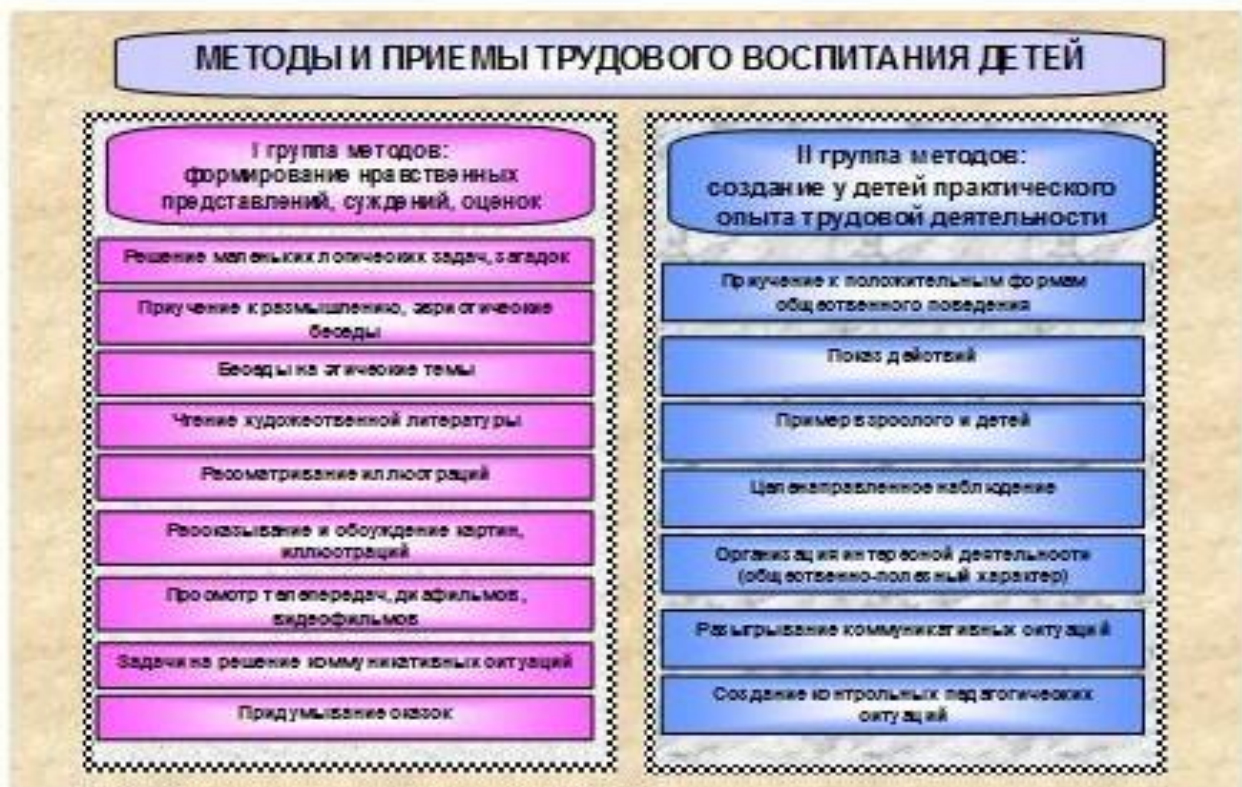 МЕТОДЫ И ПРИЕМЫ ТРУДОВОГО ВОСПИТАНИЯ ДЕТЕЙ
I группа методов:
формирование нравственных
представлений, суждений, оценок
Решение маленьких логических задач, загадок
Приучение к размышлению, эвристические
беседы
Беседы на этические темы
Чтение художественной литературы
Рассматривание иллюстраций
Рассказывание и обсуждение картин,
иллюстраций
Просмотр телепередач, диафильмов,
видеофильмов
Задачи на решение коммуникативных ситуаций
Придумывание сказок
II группа методов:
создание у детей практического
опыта трудовой деятельности
Приучение к положительным формам
общественного поведения
Показ действий
Пример взрослого и детей
Целенаправленное наблюдение
Организация интересной деятельности
(общественно-полезный характер)
Разыгрывание коммуникативных ситуаций
Создание контрольных педагогических
ситуаций